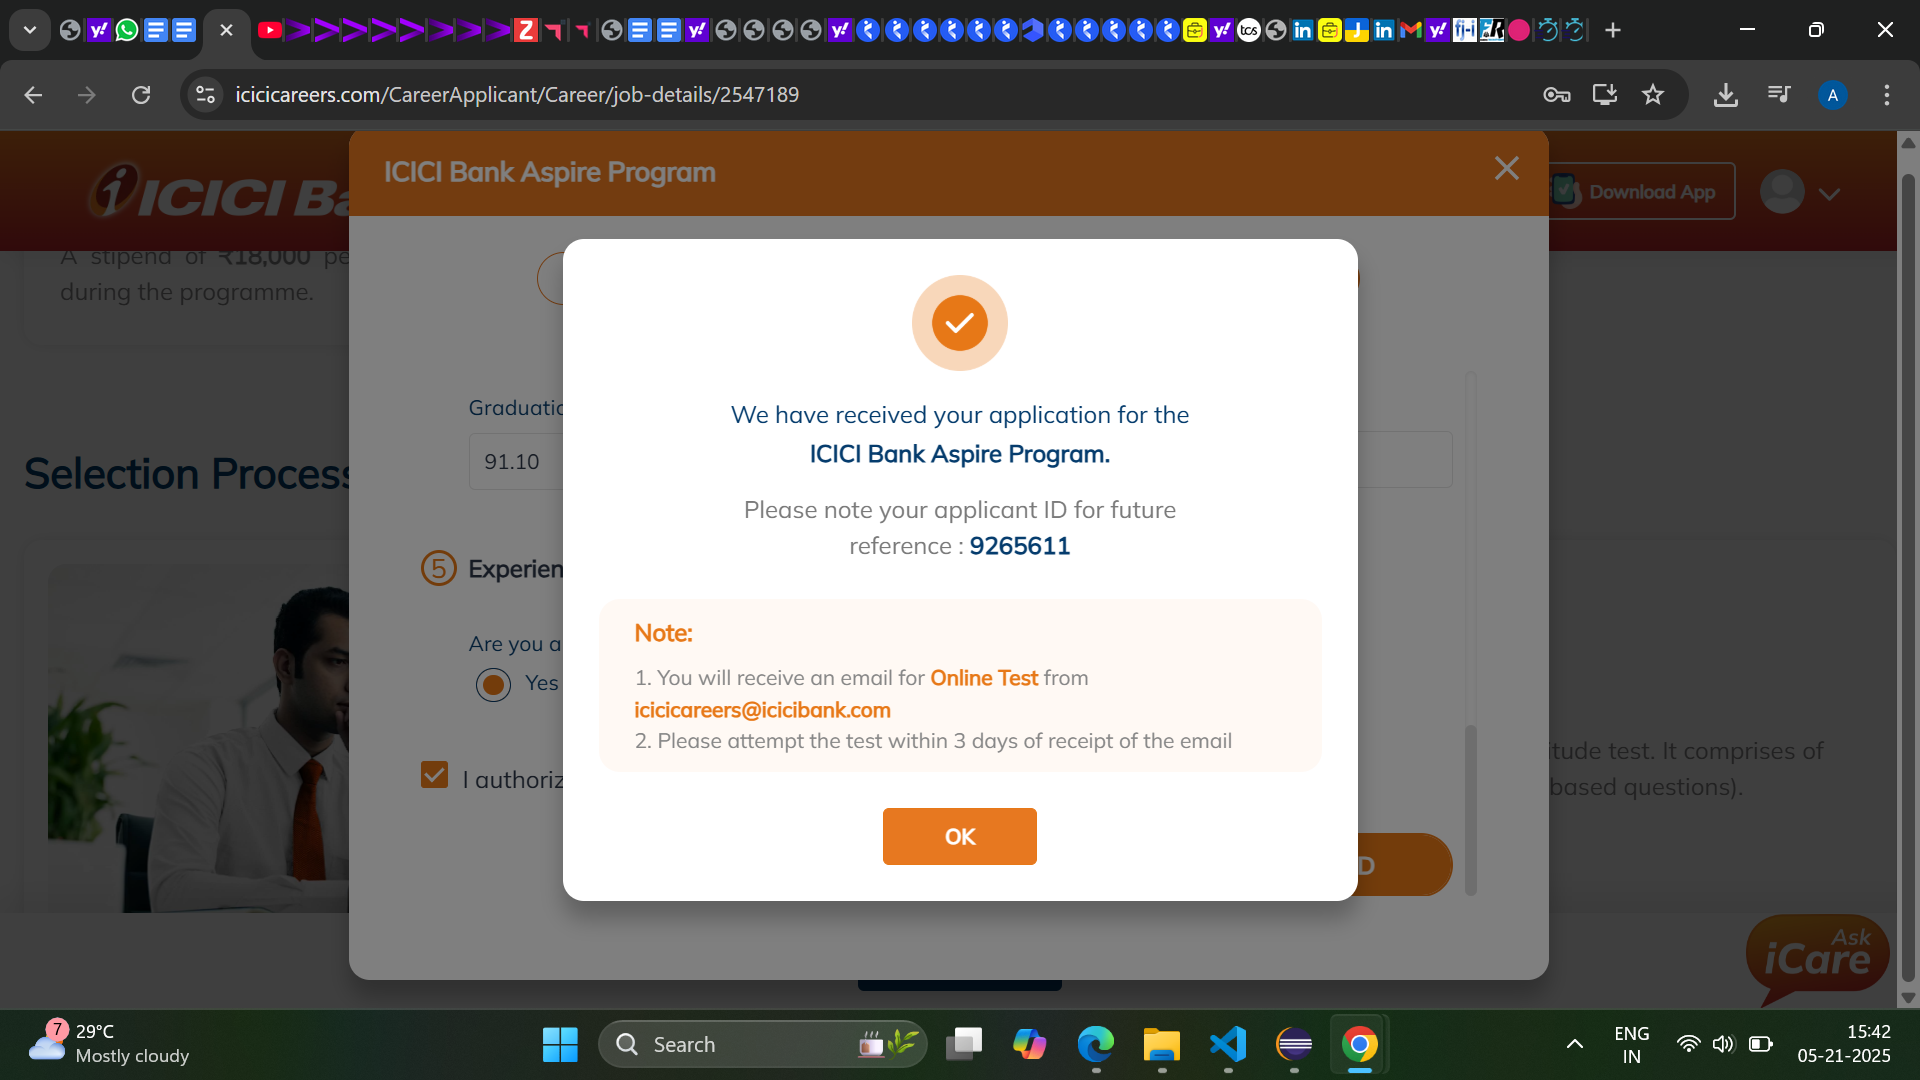 icicicareers.com/CareerApplicant/Career/job-details/2547189
A
ICICI Bank Aspire Program
ICICI Ba
Download App
A stipend of ₹18,000 pe
during the programme.
We have received your application for the
ICICI Bank Aspire Program.
Graduatio
91.10
Selection Process
Please note your applicant ID for future
reference : 9265611
5 Experien
Note:
Are you a
Yes
1. You will receive an email for Online Test from
icicicareers@icicibank.com
2. Please attempt the test within 3 days of receipt of the email
itude test. It comprises of
I authoriz
based questions).
OK
D
Ask
iCare
7
29°C
Mostly cloudy
Search
ENG
IN
15:42
05-21-2025